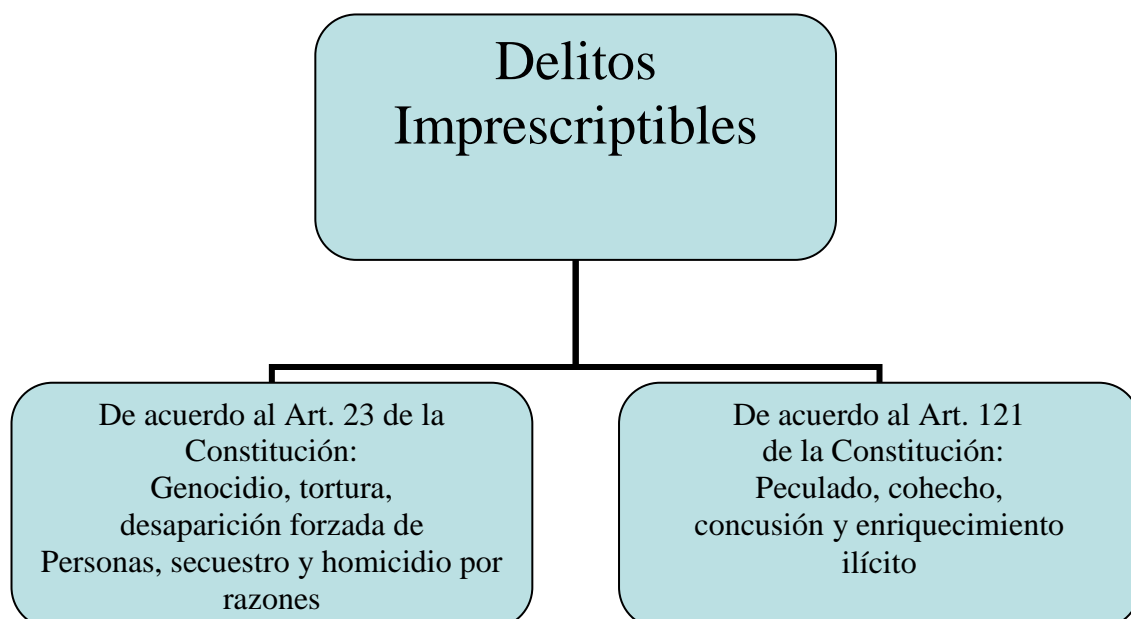 Delitos
Imprescriptibles
De acuerdo al Art. 23 de la
Constitución:
Genocidio, tortura,
desaparición forzada de
Personas, secuestro y homicidio por
razones
De acuerdo al Art. 121
de la Constitución:
Peculado, cohecho,
concusión y enriquecimiento
ilícito